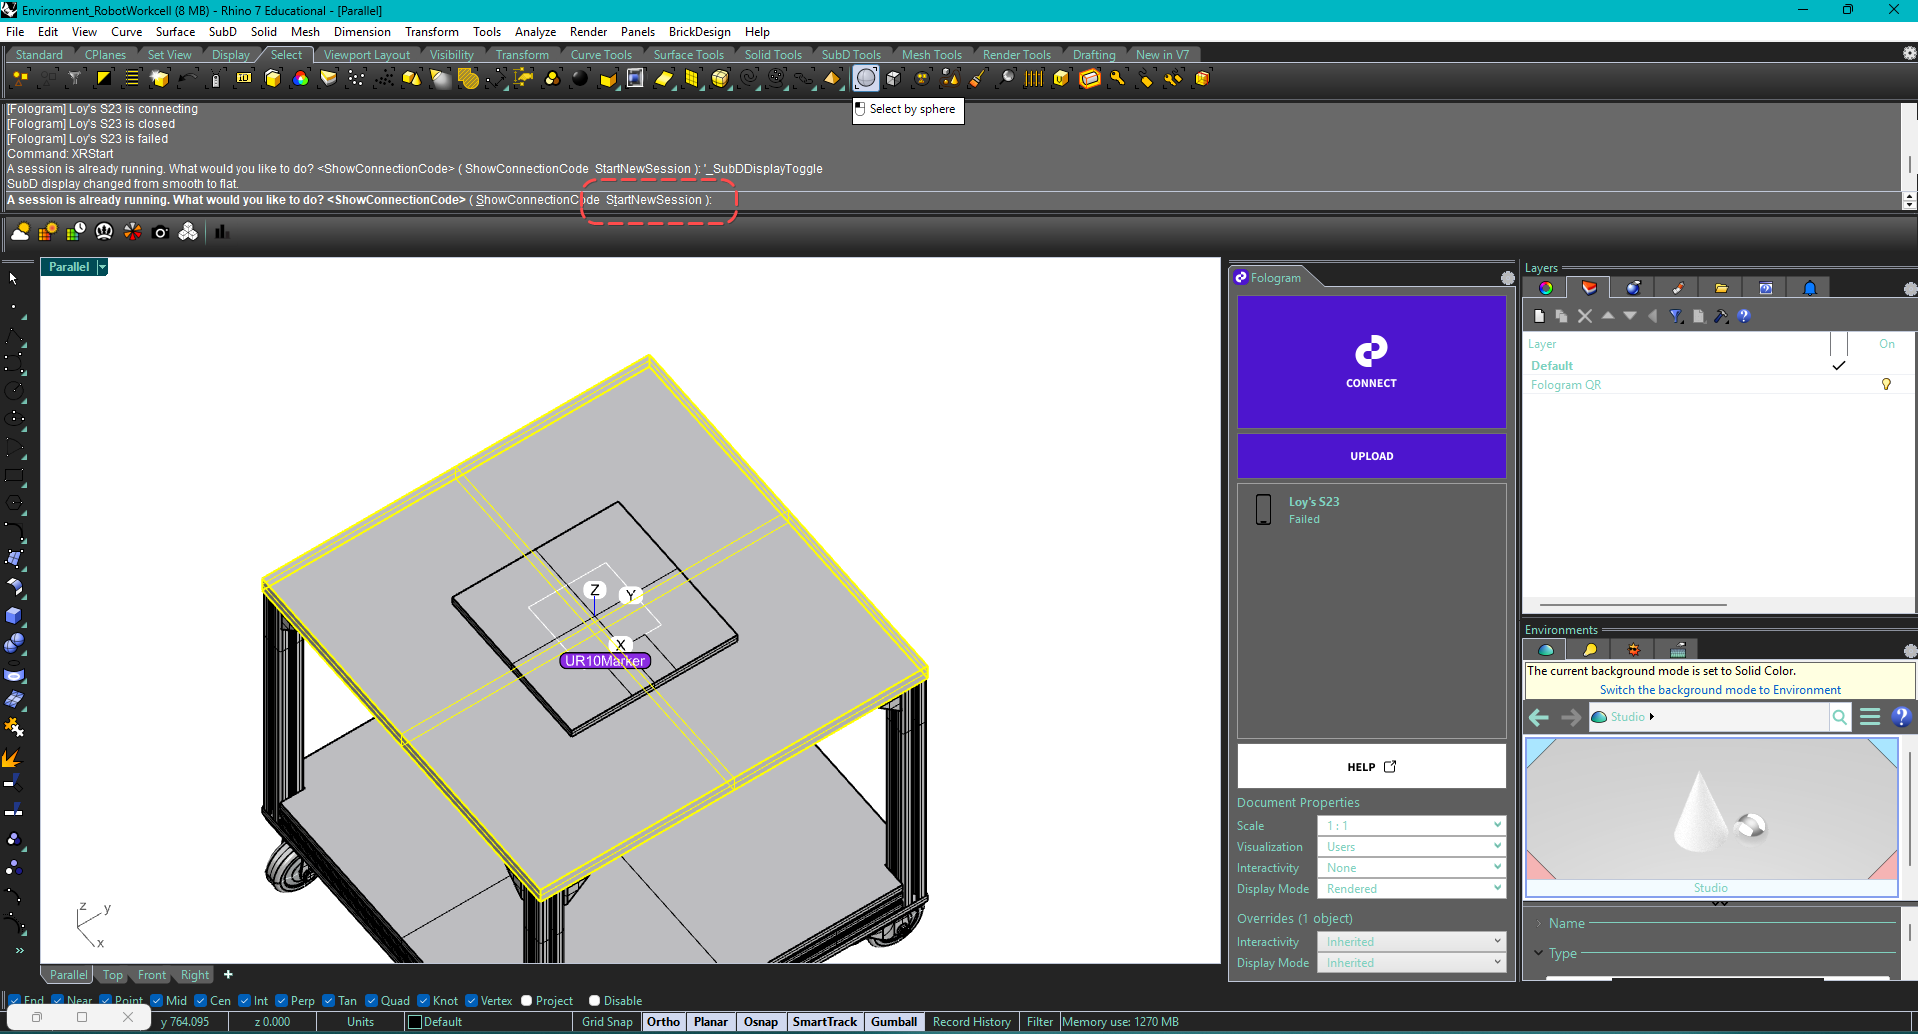 Environment_RobotWorkcell (8 MB) - Rhino 7 Educational - [Parallel]
File Edit View Curve Surface SubD Solid Mesh Dimension Transform Tools Analyze Render Panels BrickDesign Help
Standard CPlanes Set View Display Select Viewport Layout Visibility Transform Curve Tools Surface Tools Solid Tools SubD Tools Mesh Tools Render Tools Drafting New in V7
ID
Select by sphere
[Fologram] Loy's S23 is connecting
[Fologram] Loy's S23 is closed
[Fologram] Loy's S23 is failed
Command: XRStart
A session is already running. What would you like to do? <ShowConnectionCode> ( ShowConnectionCode StartNewSession ): '_SubDDisplayToggle
SubD display changed from smooth to flat.
A session is already running. What would you like to do? <ShowConnectionCode> ( ShowConnectionCode StartNewSession ):
Parallel
Z
Y
X
UR10Marker
z
y
x
Parallel Top Front Right
Fologram
CONNECT
UPLOAD
Loy's S23
Failed
HELP
Document Properties
Scale 1 : 1
Visualization Users
Interactivity None
Display Mode Rendered
Overrides (1 object)
Interactivity Inherited
Display Mode Inherited
Layers
Layer On
Default
Fologram QR
Environments
The current background mode is set to Solid Color.
Switch the background mode to Environment
Studio
Studio
Name
Type
End Near Point Mid Cen Int Perp Tan Quad Knot Vertex Project Disable
y 764.095 z 0.000 Units Default Grid Snap Ortho Planar Osnap SmartTrack Gumball Record History Filter Memory use: 1270 MB